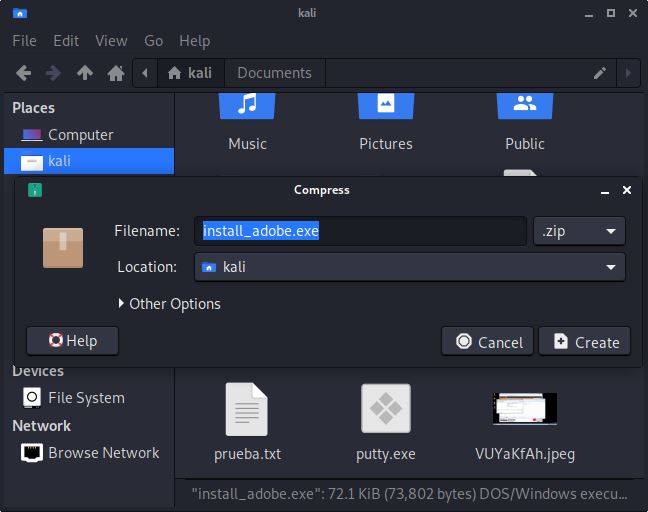 kali
File Edit View Go Help
kali Documents
Places
Computer
kali
Music Pictures Public
Compress
Filename: install_adobe.exe .zip
Location: kali
Other Options
Help Cancel Create
Devices
File System
Network
Browse Network
prueba.txt putty.exe VUYaKfAh.jpeg
"install_adobe.exe": 72.1 KiB (73,802 bytes) DOS/Windows execu...